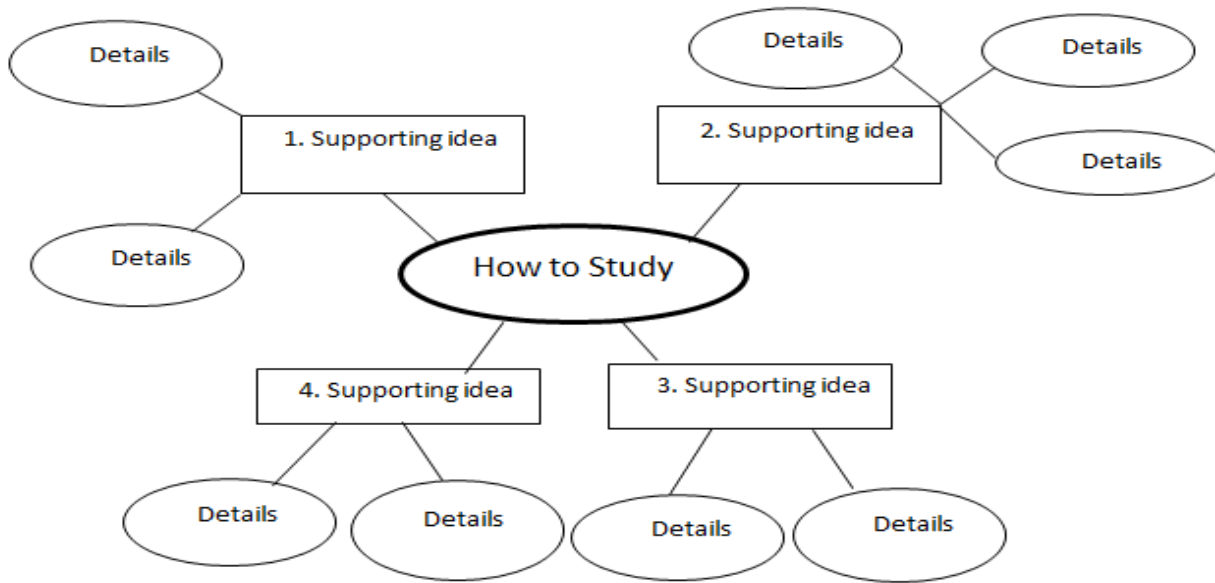 Details
Details
Details
1. Supporting idea
2. Supporting idea
Details
Details
How to Study
4. Supporting idea
3. Supporting idea
Details
Details
Details
Details